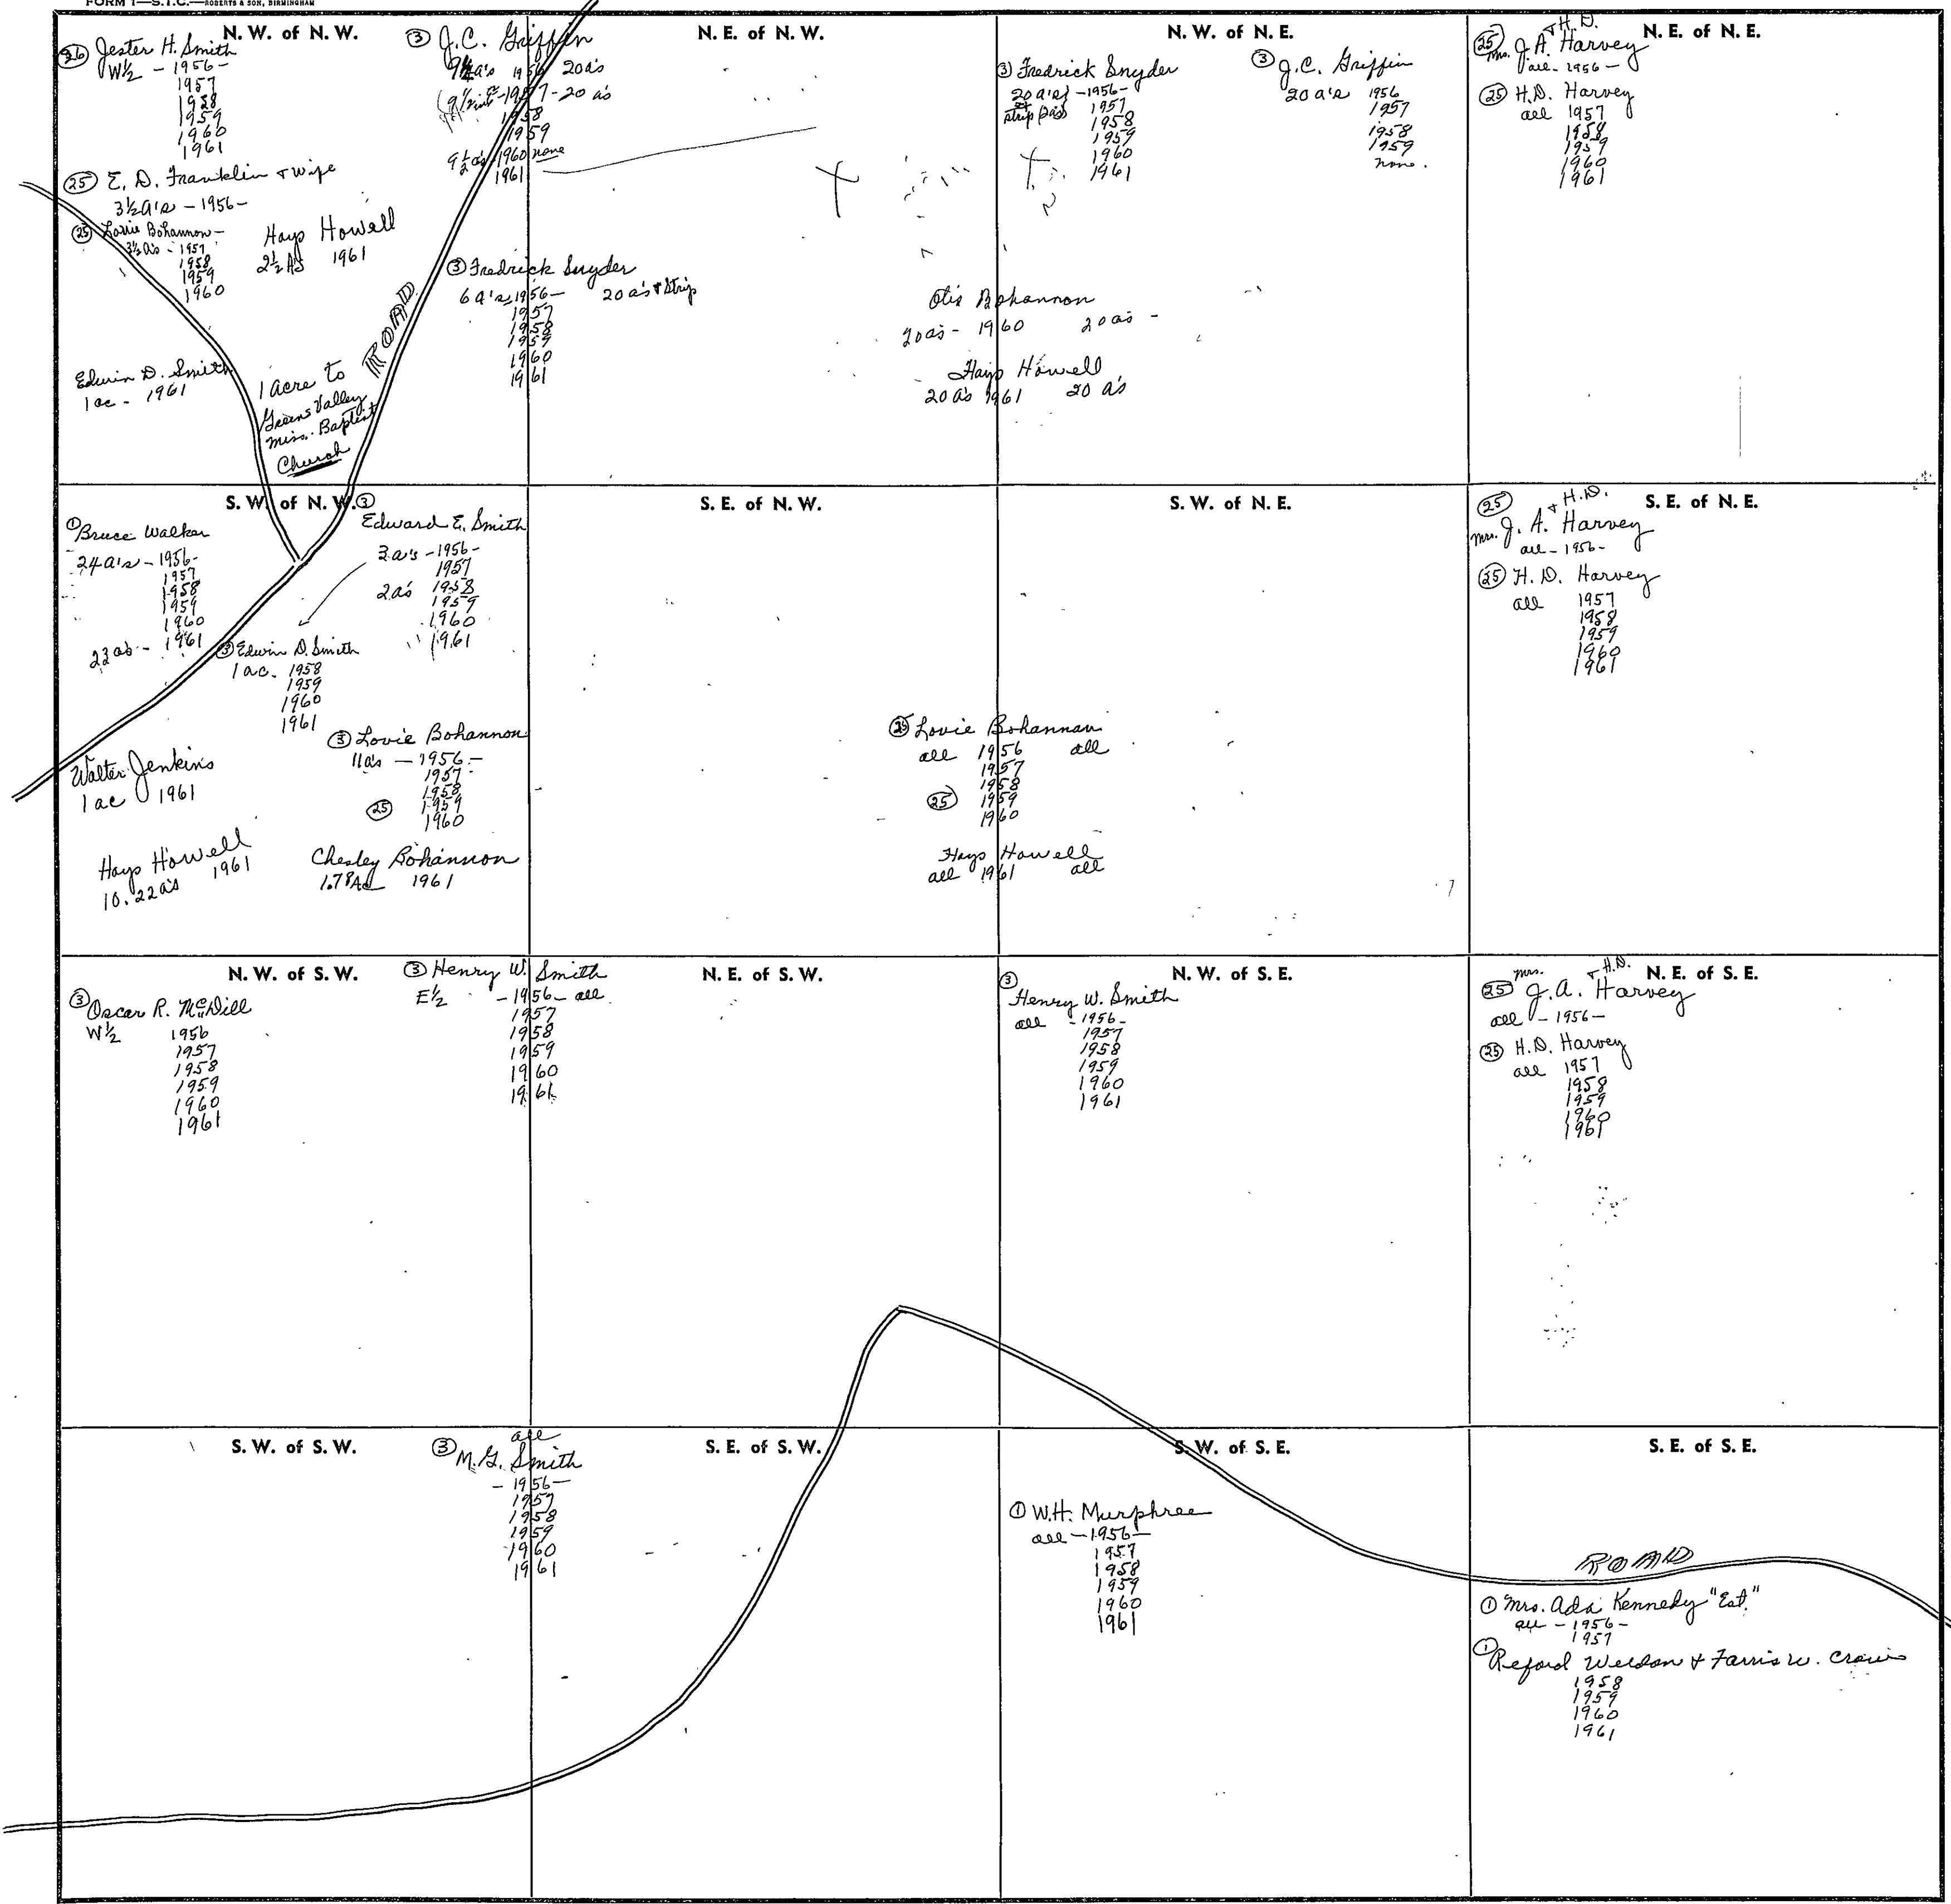 FORM 1—S.T.C.—ROBERTS & SON, BIRMINGHAM
N. W. of N. W.
26 Jester H. Smith
W½ - 1956 -
1957
1958
1959
1960
1961
25 E. D. Franklin & wife
3½ a's - 1956 -
25 Lovie Bohannon -
3½ a's - 1957
1958
1959
1960
Hays Howell
2½ A's 1961
Edwin D. Smith
1 ac - 1961
1 acre to
Greens Valley
Miss. Baptist
Church
ROAD
N. E. of N. W.
3 J.C. Griffin
9½ a's 1956 20 a's
1957 - 20 a's
1958
1959
9½ a's 1960 none
1961
3 Fredrick Snyder
6 a's 1956 - 20 a's & Strip
1957
1958
1959
1960
1961
N. W. of N. E.
3 Fredrick Snyder
20 a's & - 1956 -
strip (2 a's) 1957
1958
1959
1960
1961
3 J.C. Griffin
20 a's 1956
1957
1958
1959
none.
Otis Bohannon
20 a's - 1960 20 a's -
Hays Howell
20 a's 1961 20 a's
N. E. of N. E.
& H.D.
25 Mrs. J. A. Harvey
all - 1956 -
25 H.D. Harvey
all 1957
1958
1959
1960
1961
S. W. of N. W.
1 Bruce Walker
24 a's - 1956 -
1957
1958
1959
1960
23 a's - 1961
3 Edward E. Smith
3 a's - 1956 -
1957
2 a's 1958
1959
1960
1961
3 Edwin D. Smith
1 ac. 1958
1959
1960
1961
Walter Jenkins
1 ac 1961
3 Lovie Bohannon
11 a's - 1956 -
1957
1958
25 1959
1960
Hays Howell
10.22 a's 1961
Chesley Bohannon
1.78 Ac 1961
S. E. of N. W.
S. W. of N. E.
25 Lovie Bohannan
all 1956 all
1957
1958
25 1959
1960
Hays Howell
all 1961 all
S. E. of N. E.
& H.D.
25 Mrs. J. A. Harvey
all - 1956 -
25 H. D. Harvey
all 1957
1958
1959
1960
1961
N. W. of S. W.
3 Oscar R. McDill
W½ 1956
1957
1958
1959
1960
1961
N. E. of S. W.
3 Henry W. Smith
E½ - 1956 - all
1957
1958
1959
1960
1961
N. W. of S. E.
3 Henry W. Smith
all - 1956 -
1957
1958
1959
1960
1961
N. E. of S. E.
Mrs. & H.D.
25 J. A. Harvey
all - 1956 -
25 H.D. Harvey
all 1957
1958
1959
1960
1961
S. W. of S. W.
S. E. of S. W.
all
3 M. G. Smith
- 1956 -
1957
1958
1959
1960
1961
S. W. of S. E.
1 W.H. Murphree
all - 1956 -
1957
1958
1959
1960
1961
S. E. of S. E.
ROAD
1 Mrs. Ada Kennedy "Est."
all - 1956 -
1957
1 Reford Weldon & Farris W.
1958
1959
1960
1961